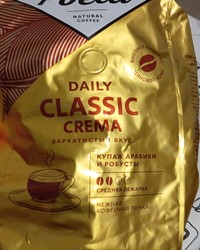 NATURAL
COFFEE
DAILY
CLASSIC
CREMA
БАРХАТИСТЫЙ ВКУС
КУПАЖ АРАБИКИ
И РОБУСТЫ
СРЕДНЯЯ ОБЖАРКА
НЕЖНАЯ
КОФЕЙНАЯ ПЕНКА